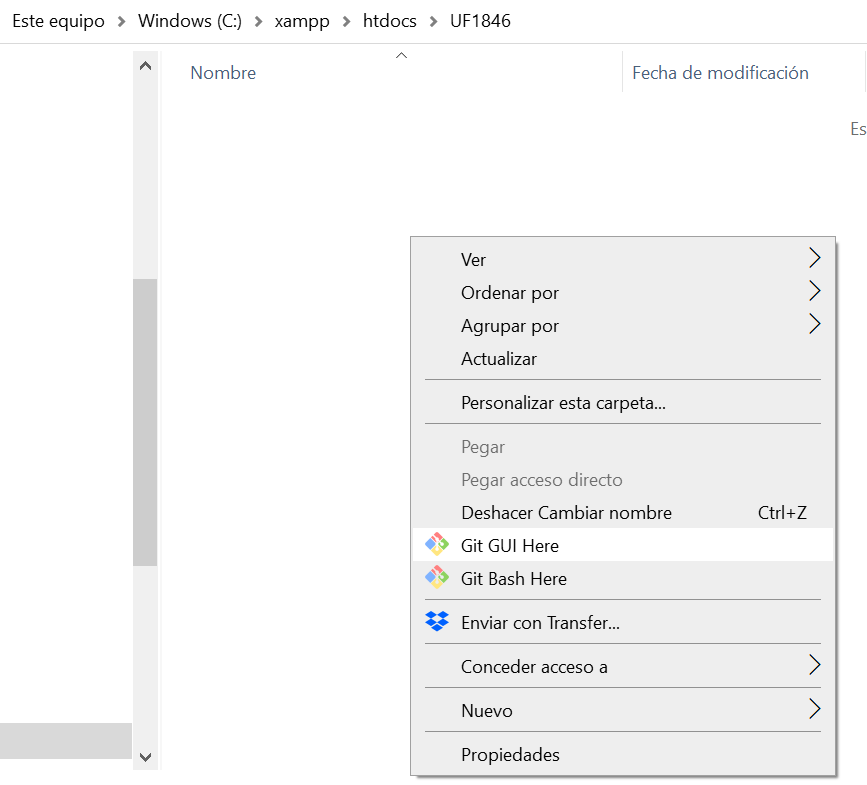 Este equipo > Windows (C:) > xampp > htdocs > UF1846
Nombre Fecha de modificación
Es
Ver
Ordenar por
Agrupar por
Actualizar
Personalizar esta carpeta...
Pegar
Pegar acceso directo
Deshacer Cambiar nombre Ctrl+Z
Git GUI Here
Git Bash Here
Enviar con Transfer...
Conceder acceso a
Nuevo
Propiedades